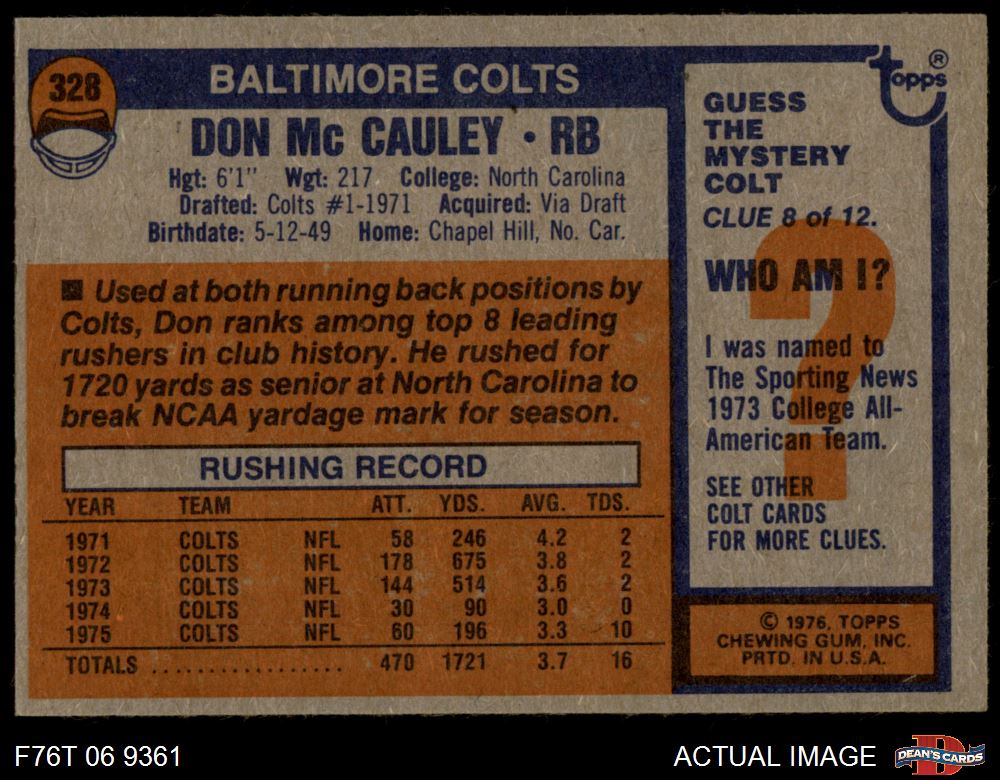 328
BALTIMORE COLTS
DON Mc CAULEY • RB
Hgt: 6'1" Wgt: 217 College: North Carolina
Drafted: Colts #1-1971 Acquired: Via Draft
Birthdate: 5-12-49 Home: Chapel Hill, No. Car.
■ Used at both running back positions by
Colts, Don ranks among top 8 leading
rushers in club history. He rushed for
1720 yards as senior at North Carolina to
break NCAA yardage mark for season.
RUSHING RECORD
YEAR TEAM ATT. YDS. AVG. TDS.
1971 COLTS NFL 58 246 4.2 2
1972 COLTS NFL 178 675 3.8 2
1973 COLTS NFL 144 514 3.6 2
1974 COLTS NFL 30 90 3.0 0
1975 COLTS NFL 60 196 3.3 10
TOTALS .................. 470 1721 3.7 16
topps ®
GUESS
THE
MYSTERY
COLT
CLUE 8 of 12.
WHO AM I?
I was named to
The Sporting News
1973 College All-
American Team.
SEE OTHER
COLT CARDS
FOR MORE CLUES.
?
© 1976, TOPPS
CHEWING GUM, INC.
PRTD. IN U.S.A.
F76T 06 9361
ACTUAL IMAGE
D
DEAN'S CARDS